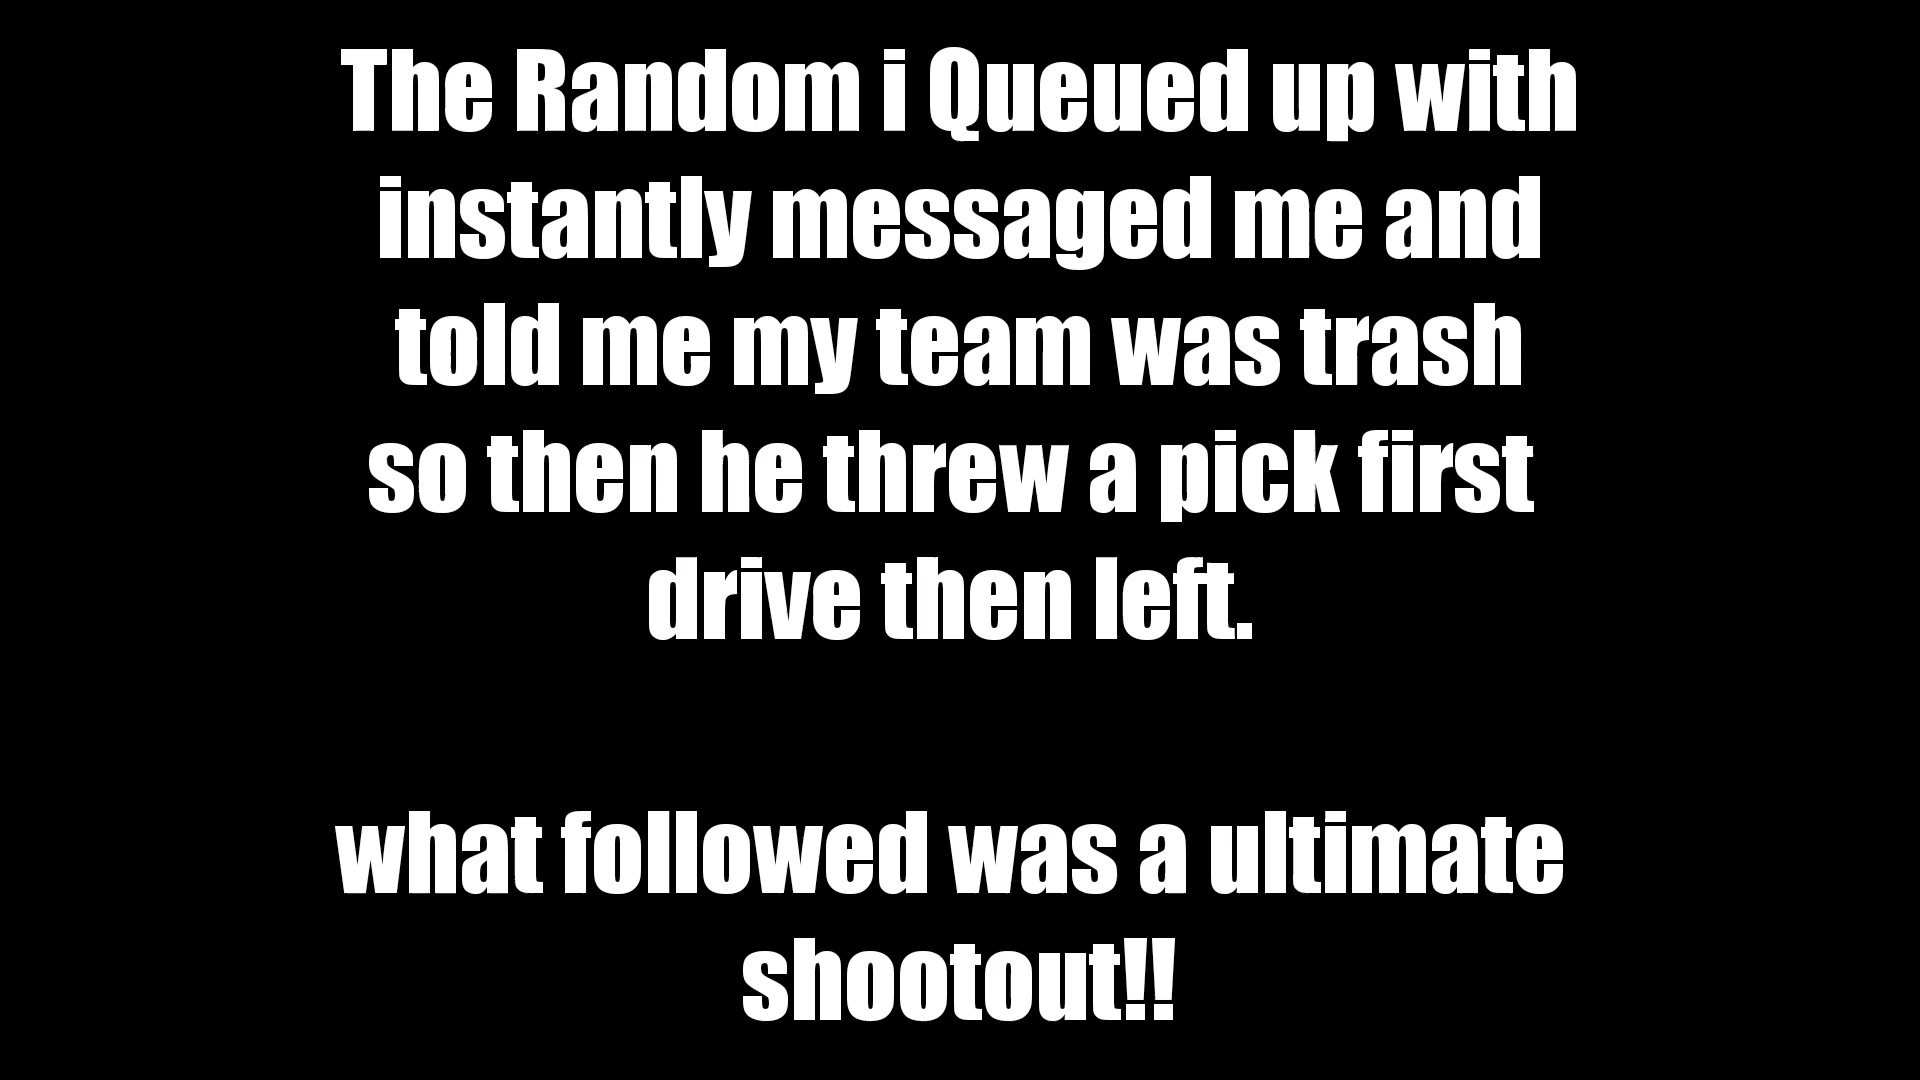 The Random i Queued up with
instantly messaged me and
told me my team was trash
so then he threw a pick first
drive then left.
what followed was a ultimate
shootout!!